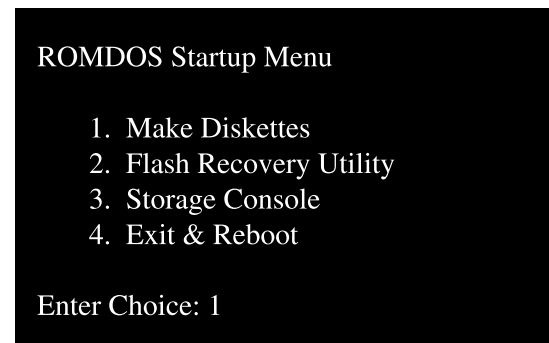 ROMDOS Startup Menu
1. Make Diskettes
2. Flash Recovery Utility
3. Storage Console
4. Exit & Reboot
Enter Choice: 1